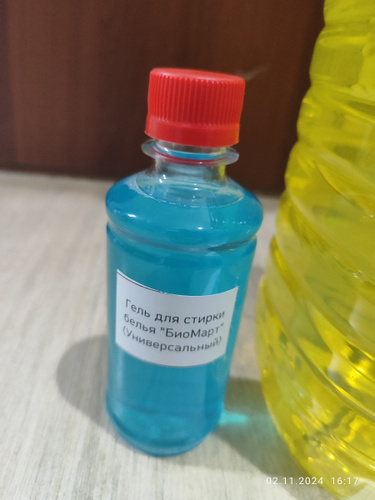 Гель для стирки
белья "БиоМарт"
(Универсальный)
02.11.2024 16:17